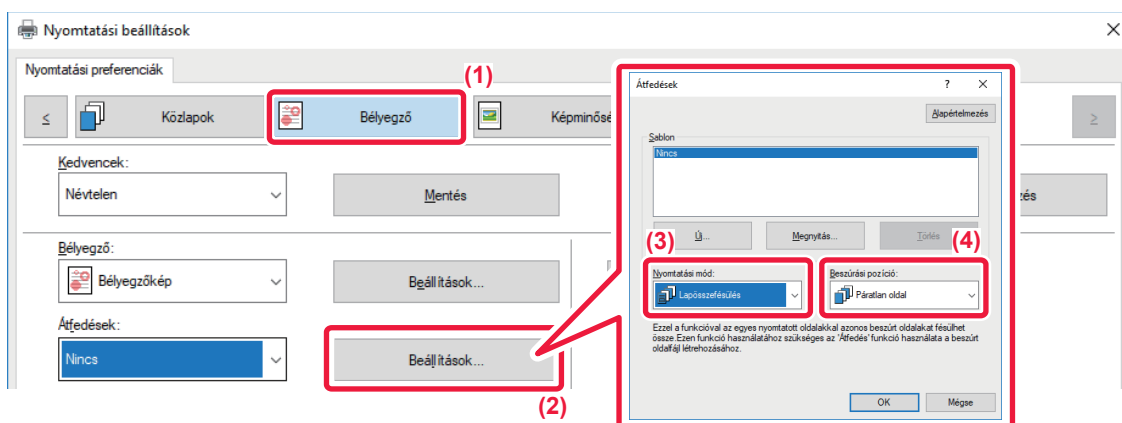 Nyomtatási beállítások
Nyomtatási preferenciák
(1)
≤
Közlapok
Bélyegző
≥
Kedvencek:
Névtelen
Mentés
Bélyegző:
Bélyegzőkép
Beállítások...
Átfedések:
Nincs
Beállítások...
(2)
Átfedések
?
Alapértelmezés
Sablon
Nincs
Új...
Megnyitás...
Törlés
(3)
(4)
Nyomtatási mód:
Beszúrási pozíció:
Lapösszefésülés
Páratlan oldal
Ezzel a funkcióval az egyes nyomtatott oldalakkal azonos beszúrt oldalakat fésülhet
össze.Ezen funkció használatához szükséges az 'Átfedés' funkció használata a beszúrt
oldalfájl létrehozásához.
OK
Mégse